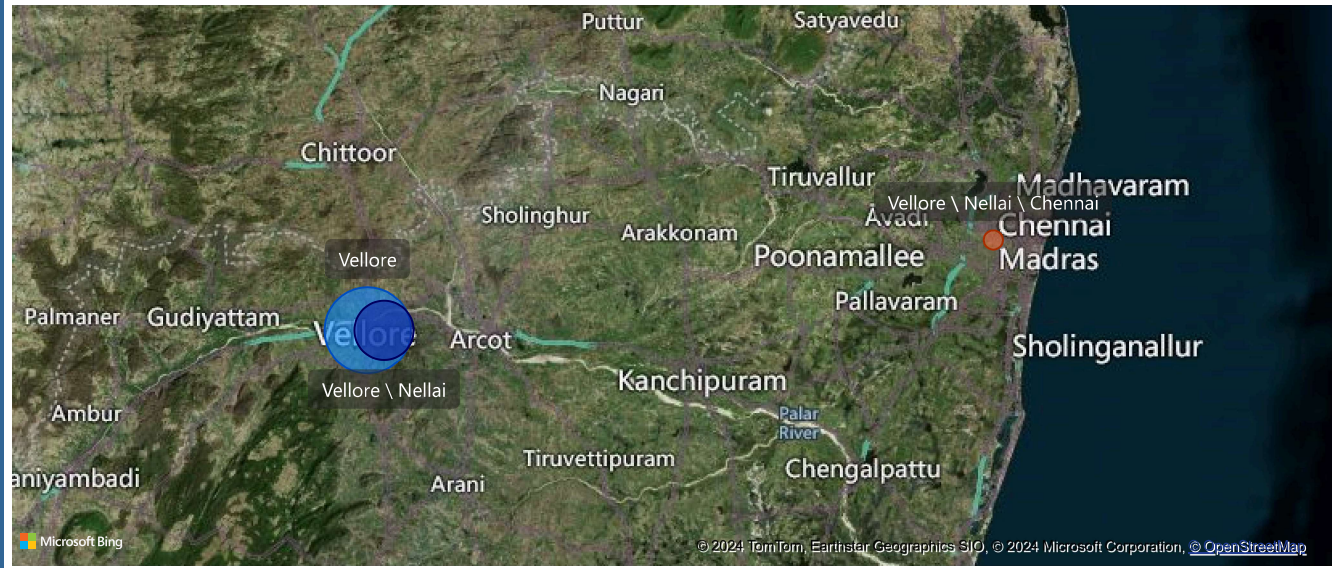 Puttur
Satyavedu
Nagari
Chittoor
Tiruvallur
Madhavaram
Vellore \ Nellai \ Chennai
Sholinghur
Avadi
Chennai
Arakkonam
Poonamallee
Madras
Vellore
Pallavaram
Palmaner
Gudiyattam
Vellore
Arcot
Sholinganallur
Kanchipuram
Vellore \ Nellai
Ambur
Palar
River
Tiruvettipuram
Chengalpattu
aniyambadi
Arani
Microsoft Bing
© 2024 TomTom, Earthstar Geographics SIO, © 2024 Microsoft Corporation, © OpenStreetMap